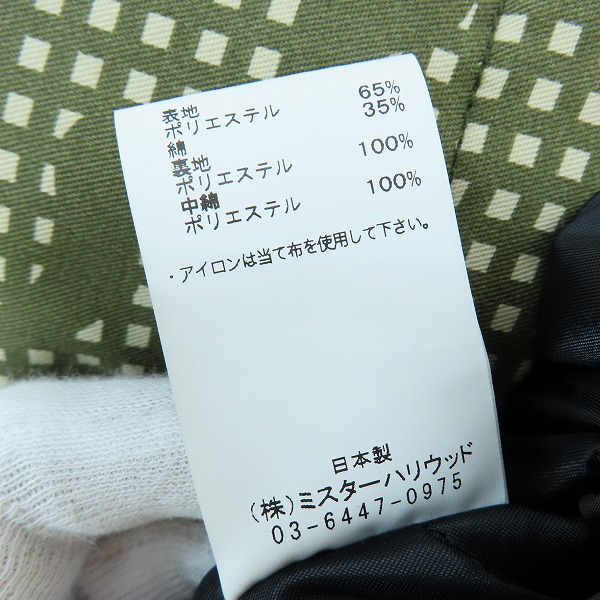 表地
ポリエステル 65%
綿 35%
裏地
ポリエステル 100%
中綿
ポリエステル 100%
・アイロンは当て布を使用して下さい。
日本製
(株)ミスターハリウッド
03-6447-0975